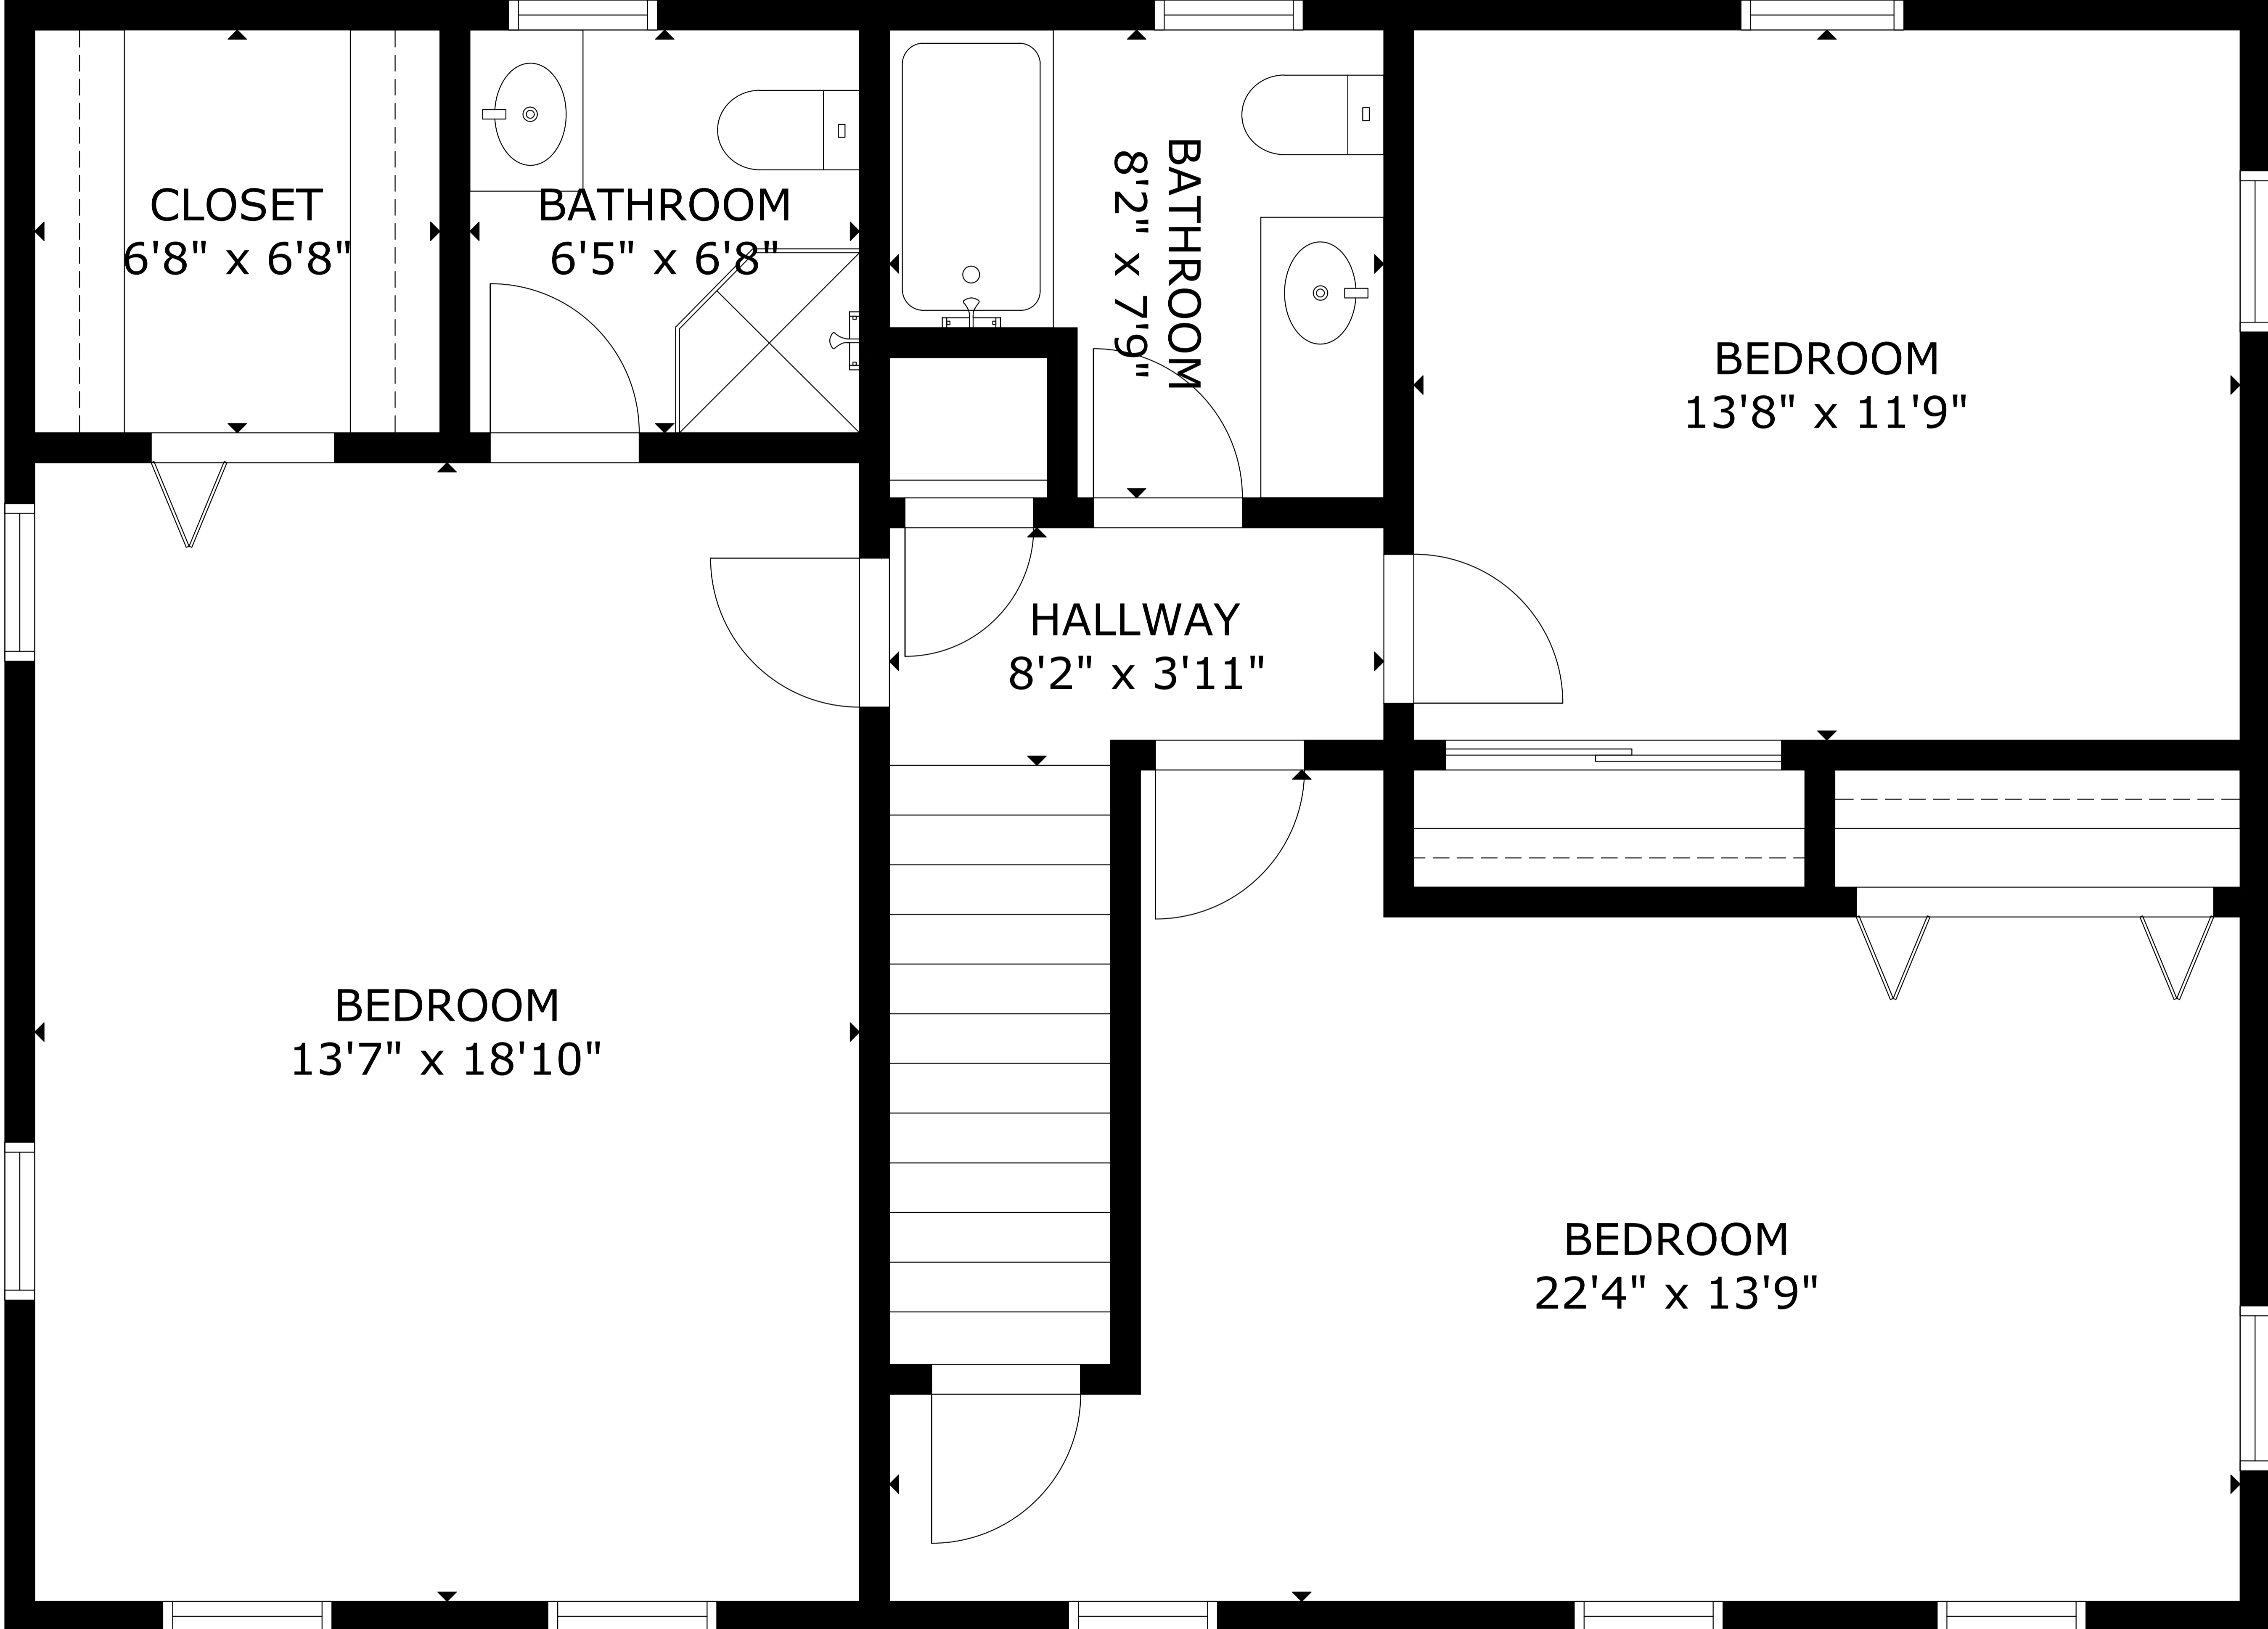 CLOSET
6'8" x 6'8"
BATHROOM
6'5" x 6'8"
BATHROOM
8'2" x 7'9"
BEDROOM
13'8" x 11'9"
HALLWAY
8'2" x 3'11"
BEDROOM
13'7" x 18'10"
BEDROOM
22'4" x 13'9"